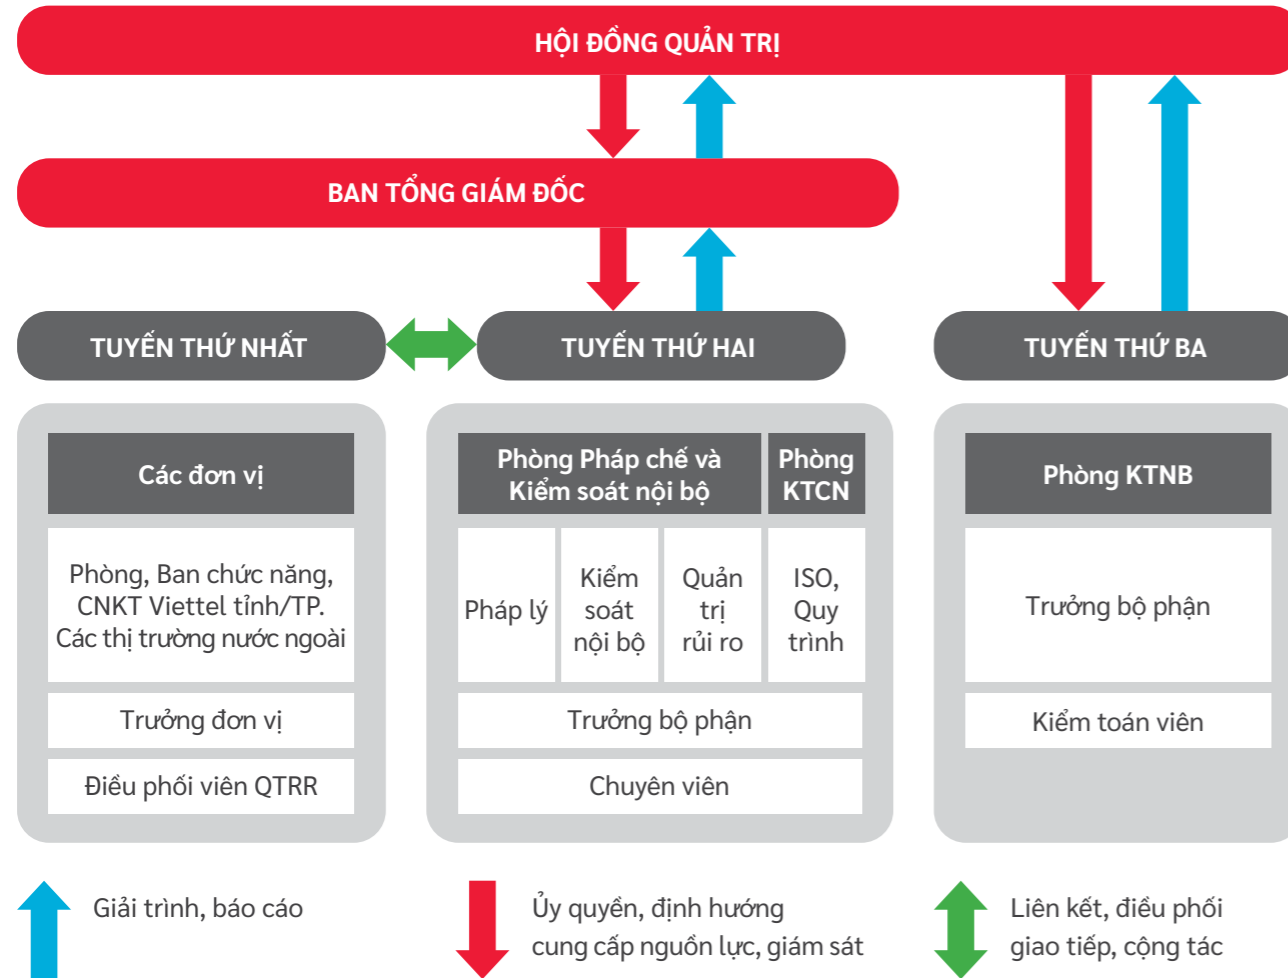 HỘI ĐỒNG QUẢN TRỊ
BAN TỔNG GIÁM ĐỐC
TUYẾN THỨ NHẤT
TUYẾN THỨ HAI
TUYẾN THỨ BA
Các đơn vị
Phòng, Ban chức năng,
CNKT Viettel tỉnh/TP.
Các thị trường nước ngoài
Trưởng đơn vị
Điều phối viên QTRR
Phòng Pháp chế và
Kiểm soát nội bộ
Phòng
KTCN
Pháp lý
Kiểm
soát
nội bộ
Quản
trị
rủi ro
ISO,
Quy
trình
Trưởng bộ phận
Chuyên viên
Phòng KTNB
Trưởng bộ phận
Kiểm toán viên
Giải trình, báo cáo
Ủy quyền, định hướng
cung cấp nguồn lực, giám sát
Liên kết, điều phối
giao tiếp, cộng tác